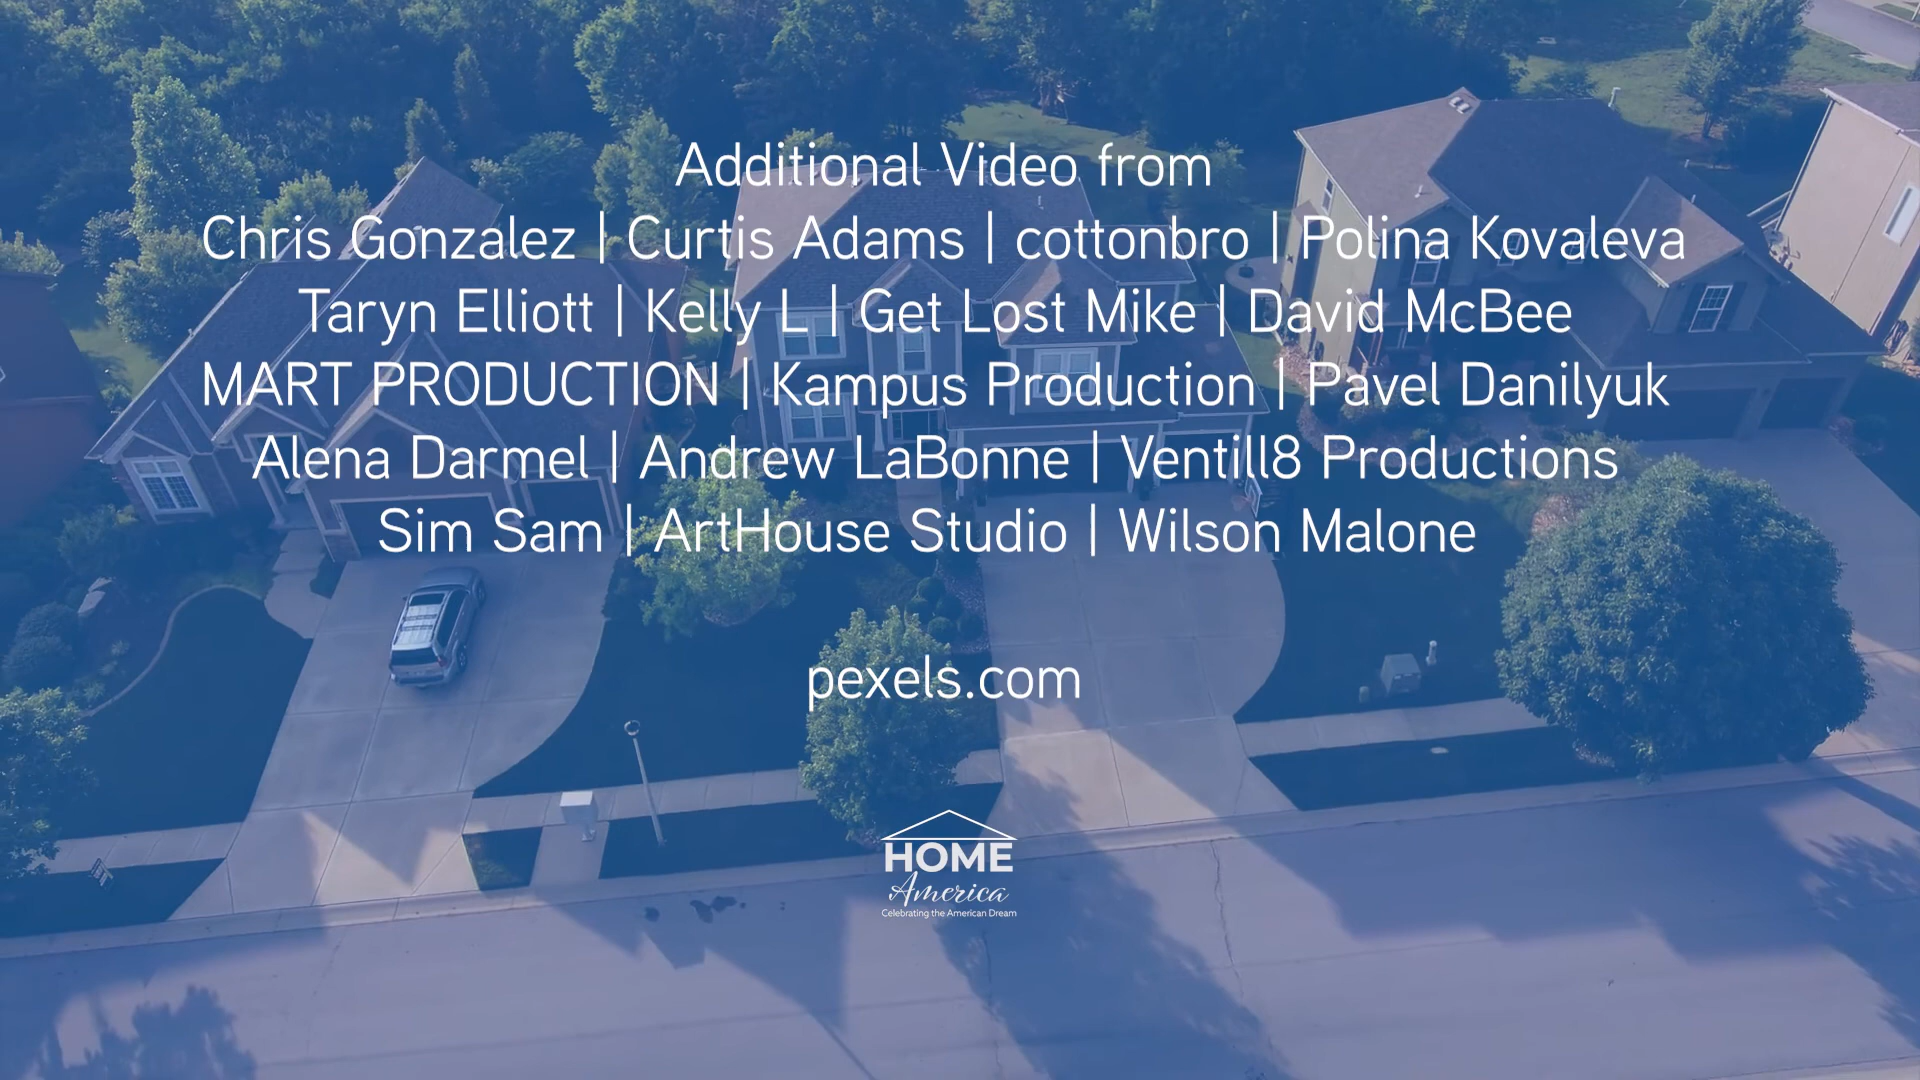 Additional Video from
Chris Gonzalez | Curtis Adams | cottonbro | Polina Kovaleva
Taryn Elliott | Kelly L | Get Lost Mike | David McBee
MART PRODUCTION | Kampus Production | Pavel Danilyuk
Alena Darmel | Andrew LaBonne | Ventill8 Productions
Sim Sam | ArtHouse Studio | Wilson Malone
pexels.com
HOME
America
Celebrating the American Dream